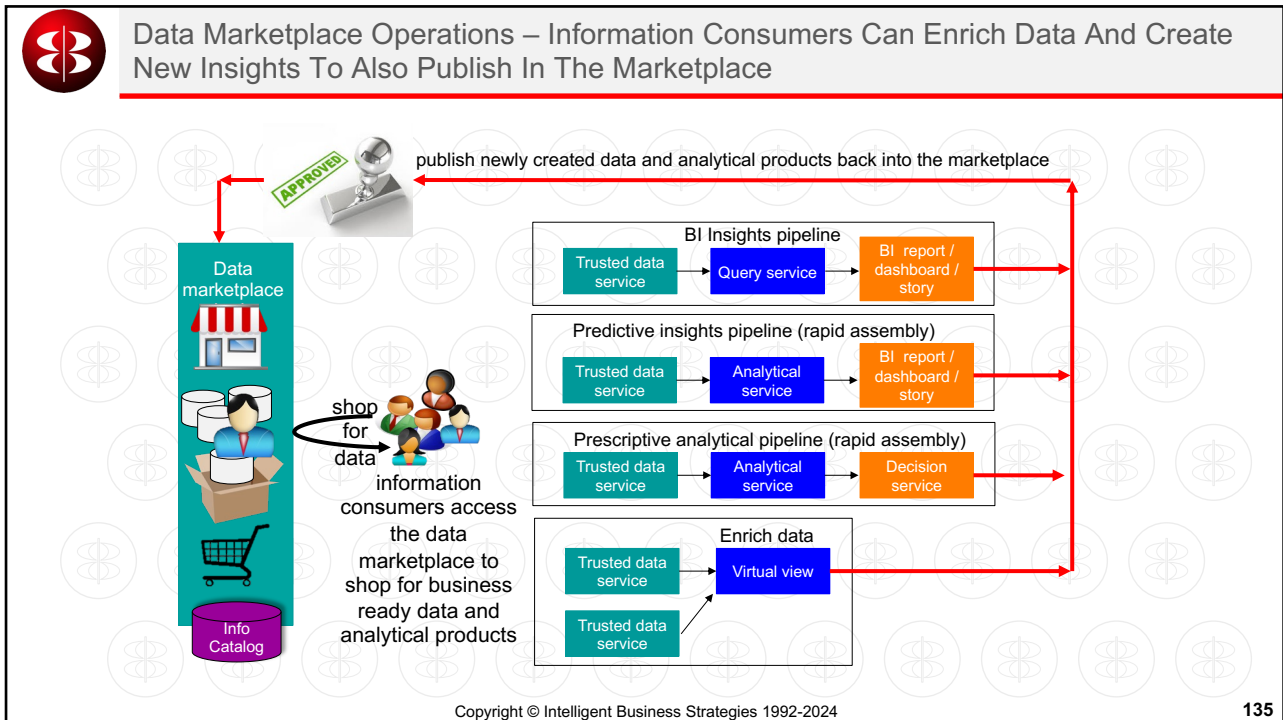 Data Marketplace Operations – Information Consumers Can Enrich Data And Create
New Insights To Also Publish In The Marketplace
APPROVED
publish newly created data and analytical products back into the marketplace
Data
marketplace
Info
Catalog
shop
for
data
information
consumers access
the data
marketplace to
shop for business
ready data and
analytical products
BI Insights pipeline
Trusted data
service
Query service
BI report /
dashboard /
story
Predictive insights pipeline (rapid assembly)
Trusted data
service
Analytical
service
BI report /
dashboard /
story
Prescriptive analytical pipeline (rapid assembly)
Trusted data
service
Analytical
service
Decision
service
Enrich data
Trusted data
service
Virtual view
Trusted data
service
Copyright © Intelligent Business Strategies 1992-2024
135